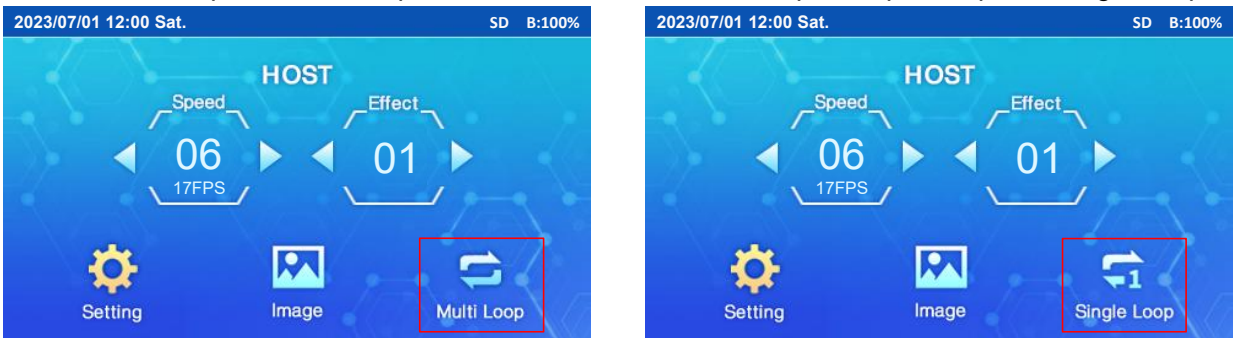 2023/07/01 12:00 Sat. SD B:100%
HOST
Speed Effect
06 01
17FPS
Setting Image Multi Loop
2023/07/01 12:00 Sat. SD B:100%
HOST
Speed Effect
06 01
17FPS
Setting Image Single Loop
1